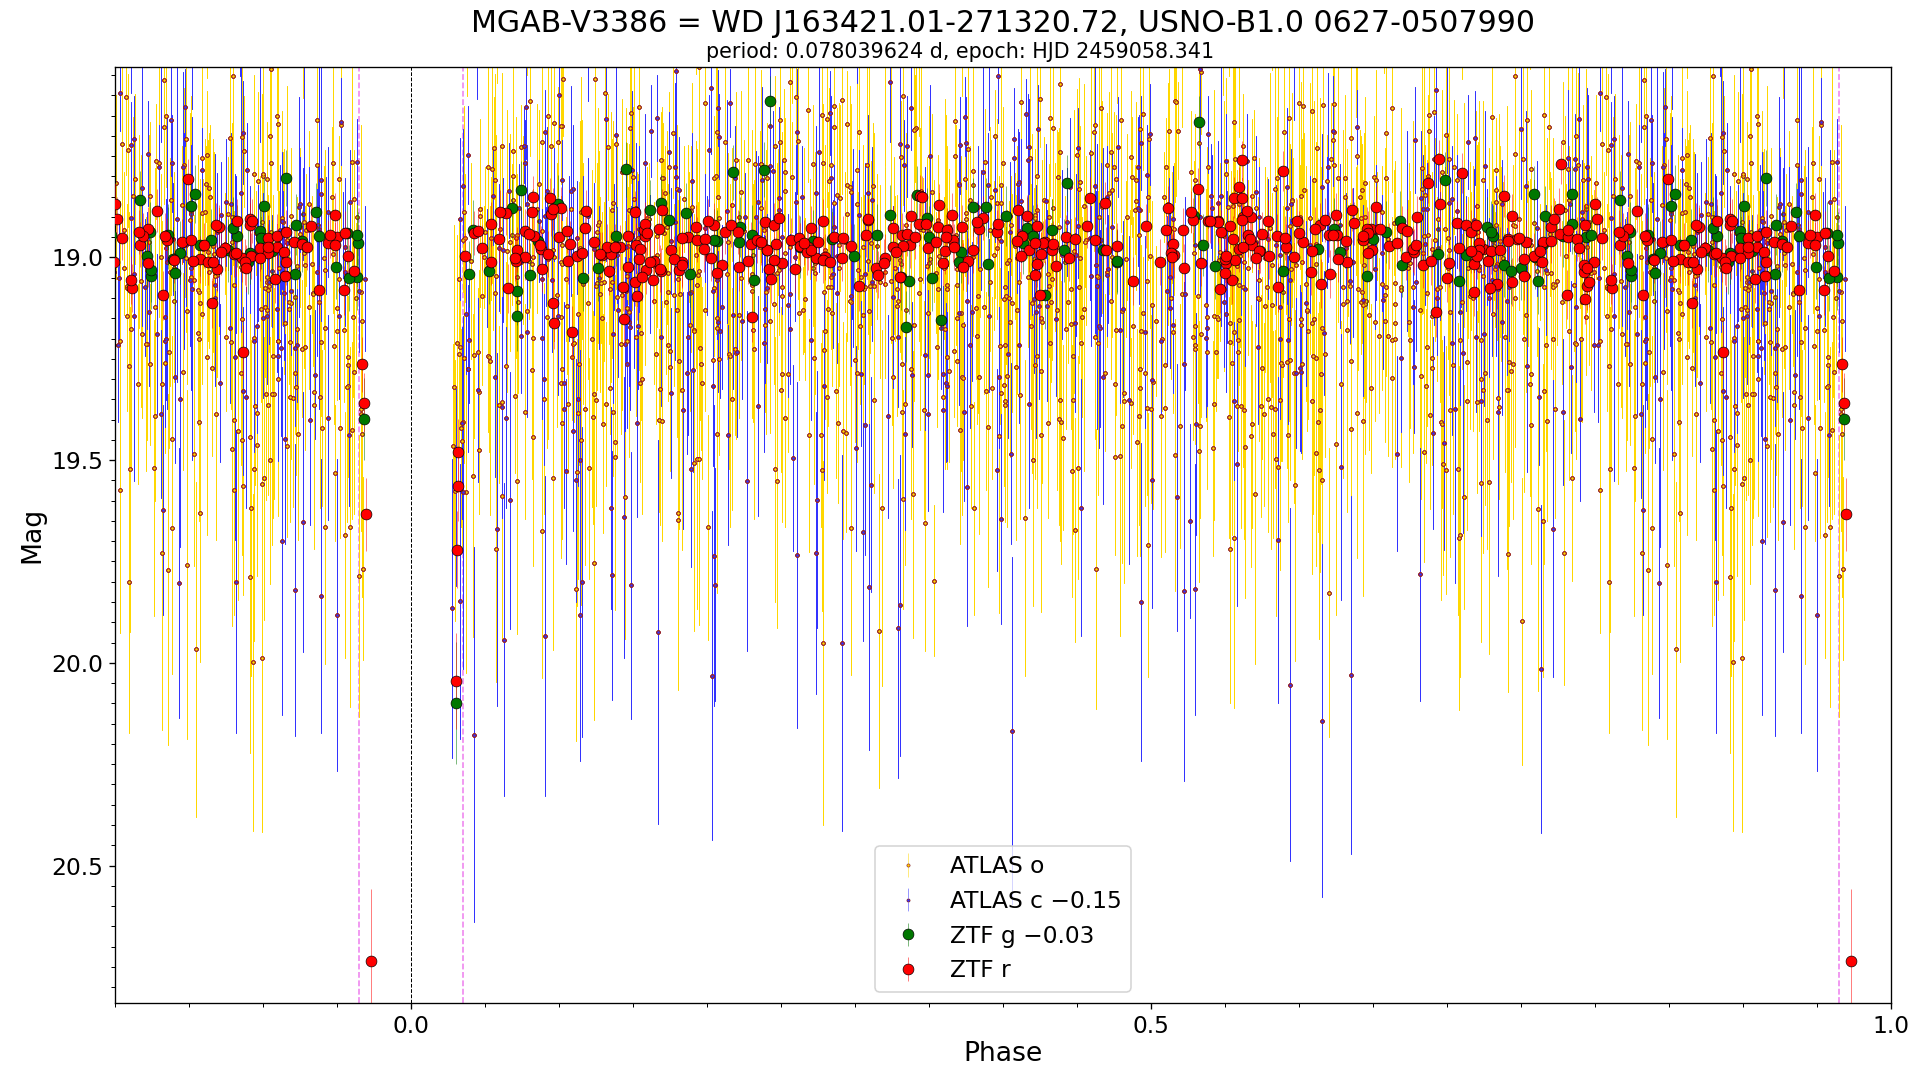 MGAB-V3386 = WD J163421.01-271320.72, USNO-B1.0 0627-0507990
period: 0.078039624 d, epoch: HJD 2459058.341
19.0
19.5
20.0
20.5
Mag
ATLAS o
ATLAS c −0.15
ZTF g −0.03
ZTF r
0.0
0.5
1.0
Phase